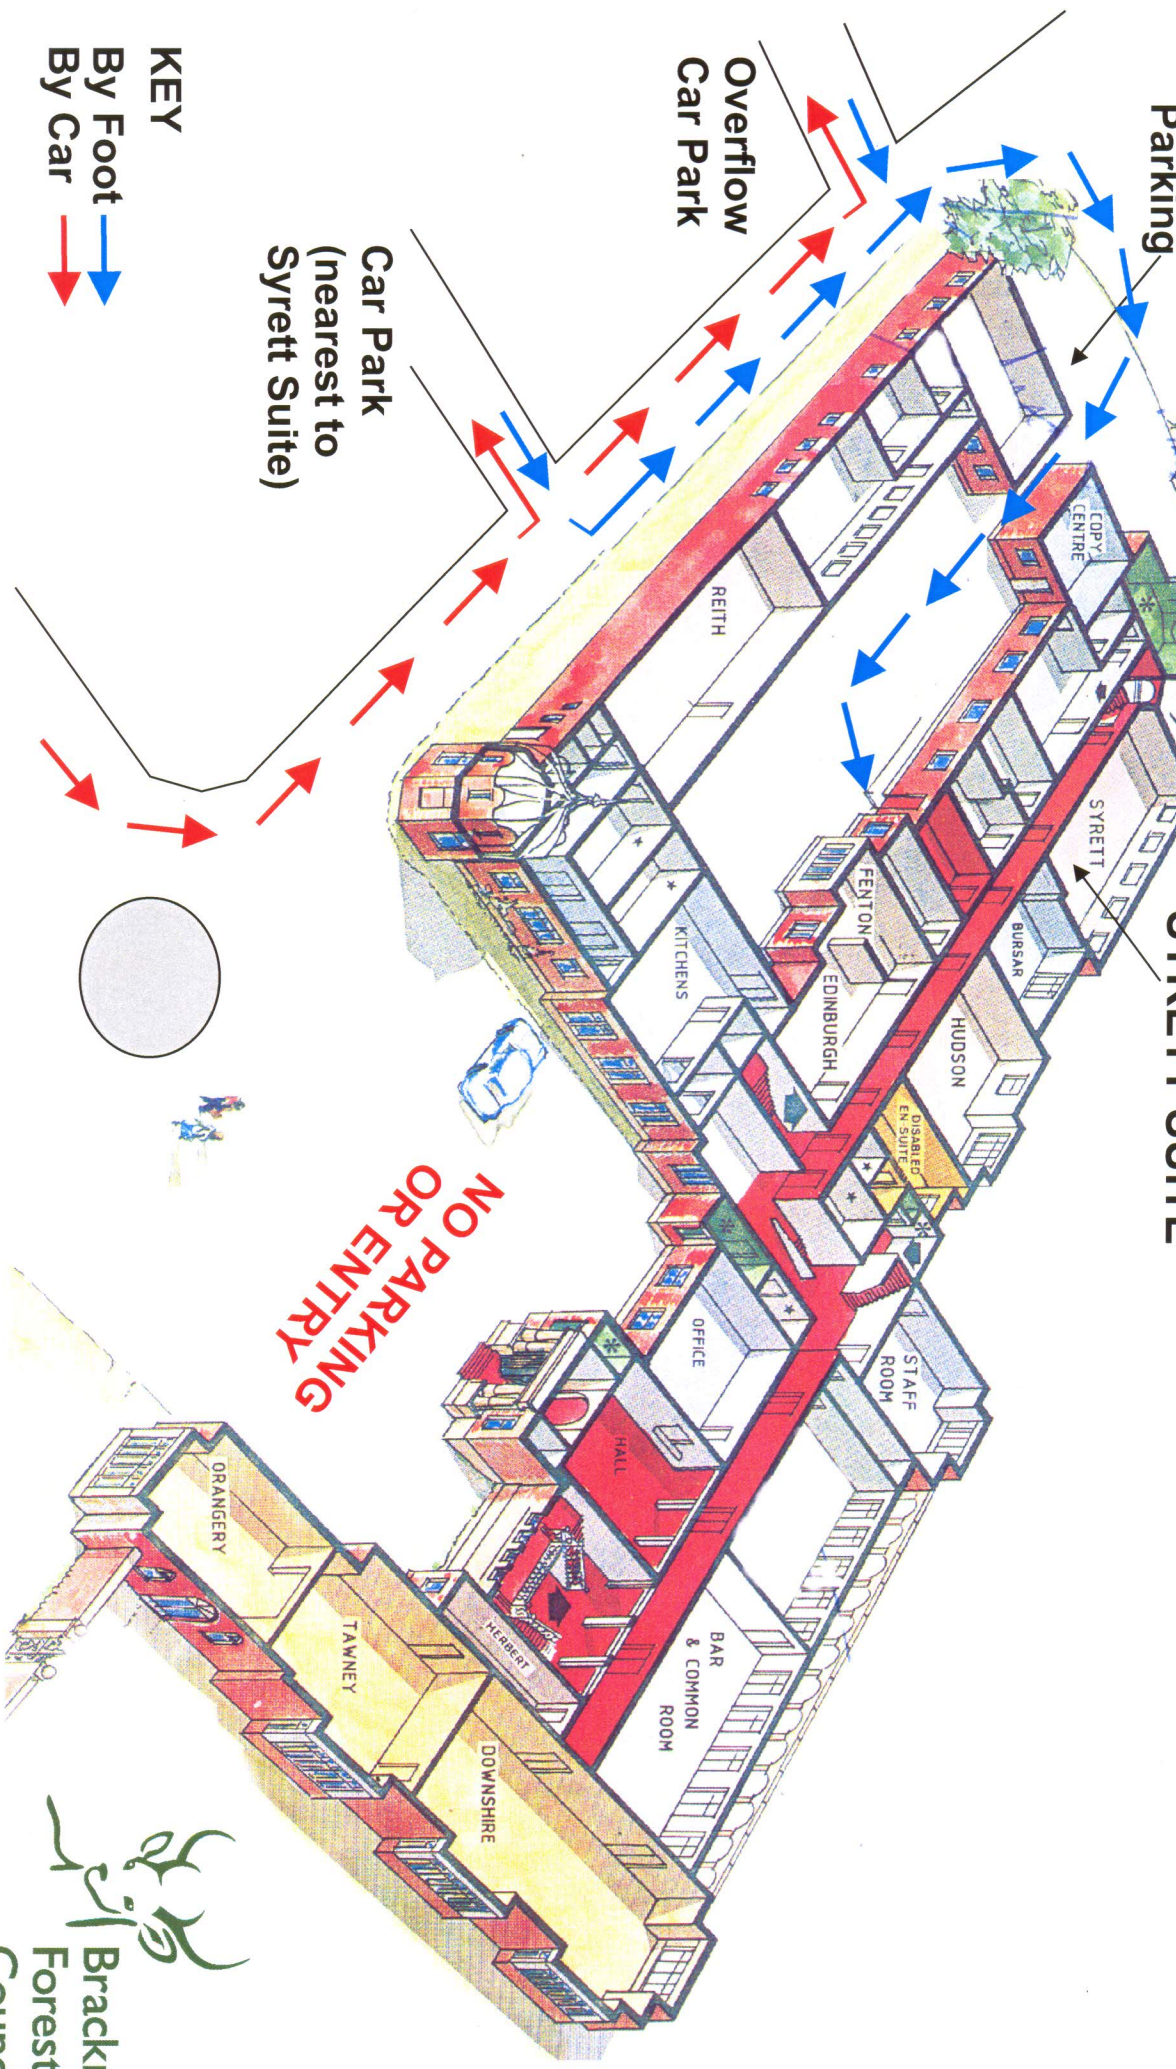 Parking
SYRETT SUITE
COPY
CENTRE
SYRETT
BURSAR
HUDSON
DISABLED
EN SUITE
STAFF
ROOM
FENTON
EDINBURGH
REITH
KITCHENS
OFFICE
HALL
BAR
& COMMON
ROOM
HERBERT
DOWNSHIRE
TAWNEY
ORANGERY
Overflow
Car Park
Car Park
(nearest to
Syrett Suite)
NO PARKING
OR ENTRY
KEY
By Foot
By Car
Brackn
Forest
Counc